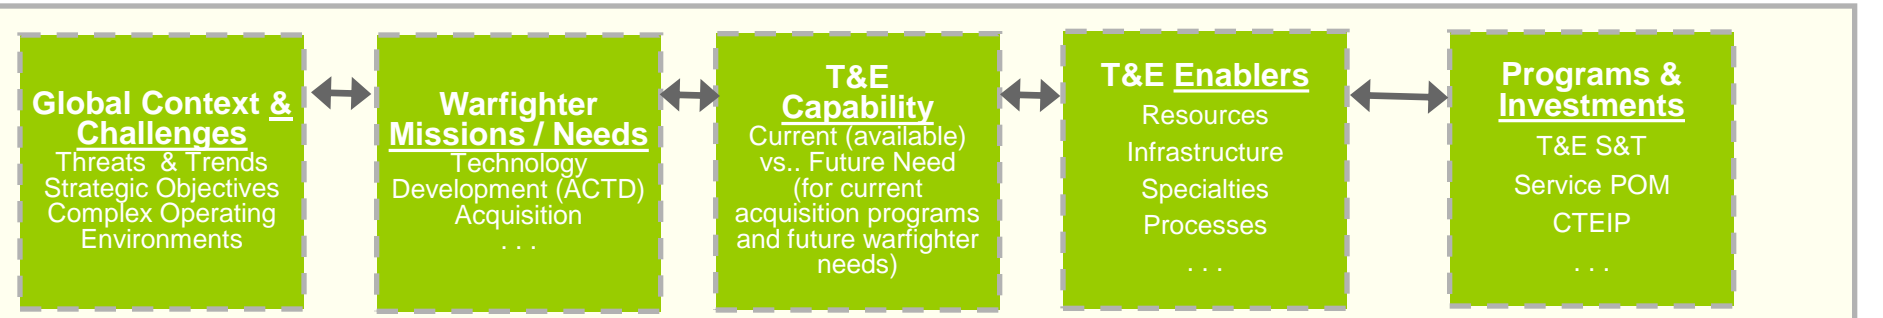 Global Context &
Challenges
Threats  & Trends
Strategic Objectives
Complex Operating
Environments
Warfighter
Missions / Needs
Technology
Development (ACTD)
Acquisition
. . .
T&E
Capability
Current (available)
vs.. Future Need
(for current
acquisition programs
and future warfighter
needs)
T&E Enablers
Resources
Infrastructure
Specialties
Processes
. . .
Programs &
Investments
T&E S&T
Service POM
CTEIP
. . .